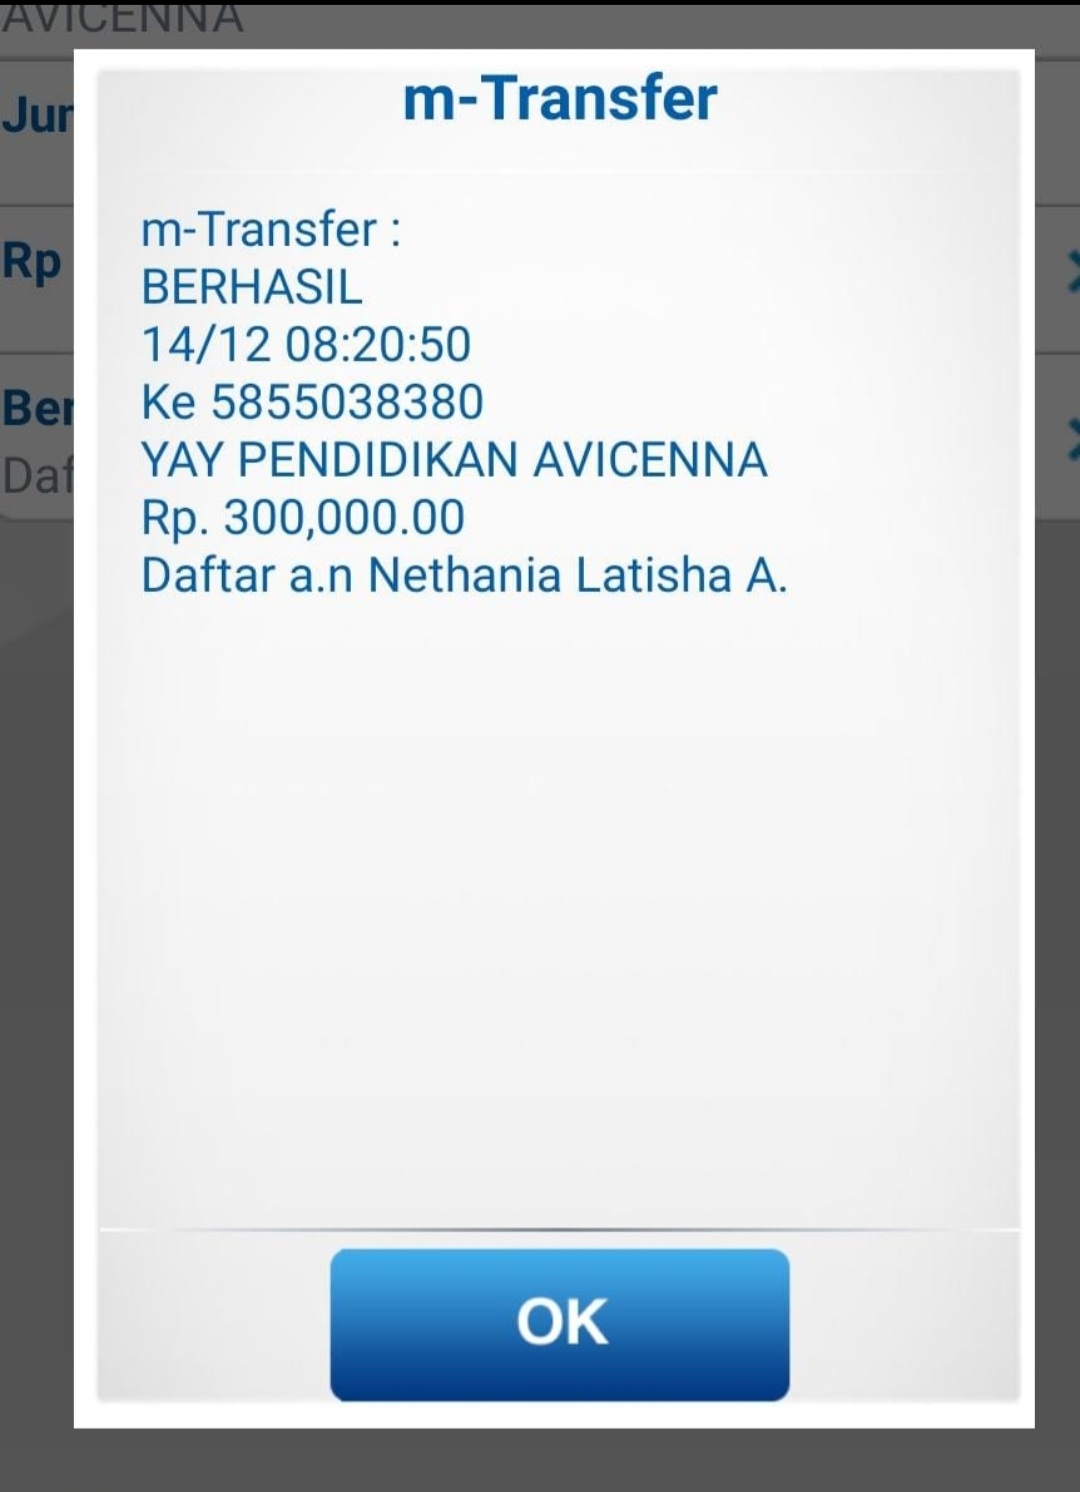 AVICENNA
m-Transfer
Jur
m-Transfer :
Rp
BERHASIL
14/12 08:20:50
Ke 5855038380
Ber
YAY PENDIDIKAN AVICENNA
Daf
Rp. 300,000.00
Daftar a.n Nethania Latisha A.
OK